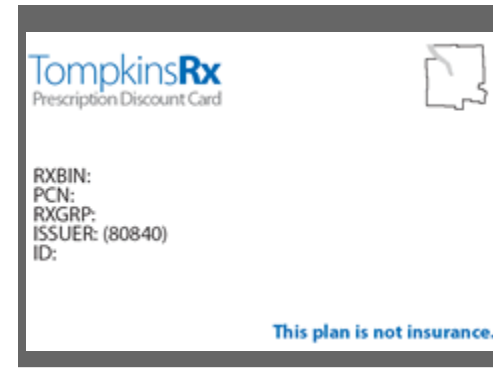 TompkinsRx
Prescription Discount Card
RXBIN:
PCN:
RXGRP:
ISSUER: (80840)
ID:
This plan is not insurance.